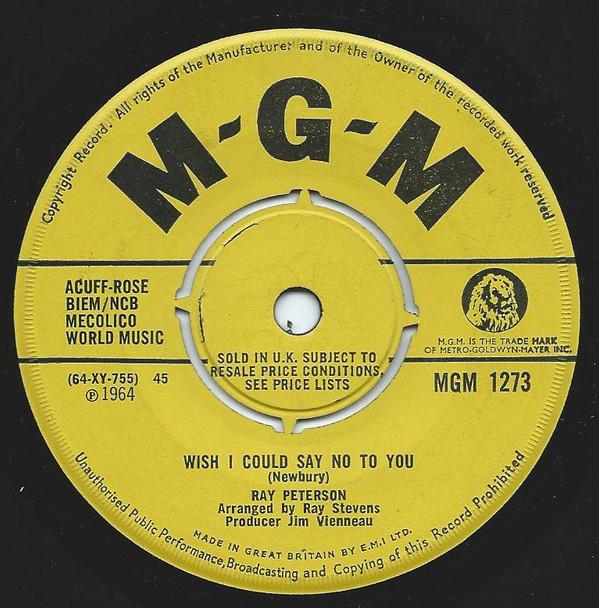 Copyright Record. All rights of the Manufacturer and of the Owner of the recorded work reserved
M-G-M
ACUFF-ROSE
BIEM/NCB
MECOLICO
WORLD MUSIC
M.G.M. IS THE TRADE MARK
OF METRO-GOLDWYN-MAYER INC.
SOLD IN U.K. SUBJECT TO
RESALE PRICE CONDITIONS,
SEE PRICE LISTS
(64-XY-755) 45
℗ 1964
MGM 1273
WISH I COULD SAY NO TO YOU
(Newbury)
RAY PETERSON
Arranged by Ray Stevens
Producer Jim Vienneau
MADE IN GREAT BRITAIN BY E.M.I LTD.
Unauthorised Public Performance, Broadcasting and Copying of this Record Prohibited